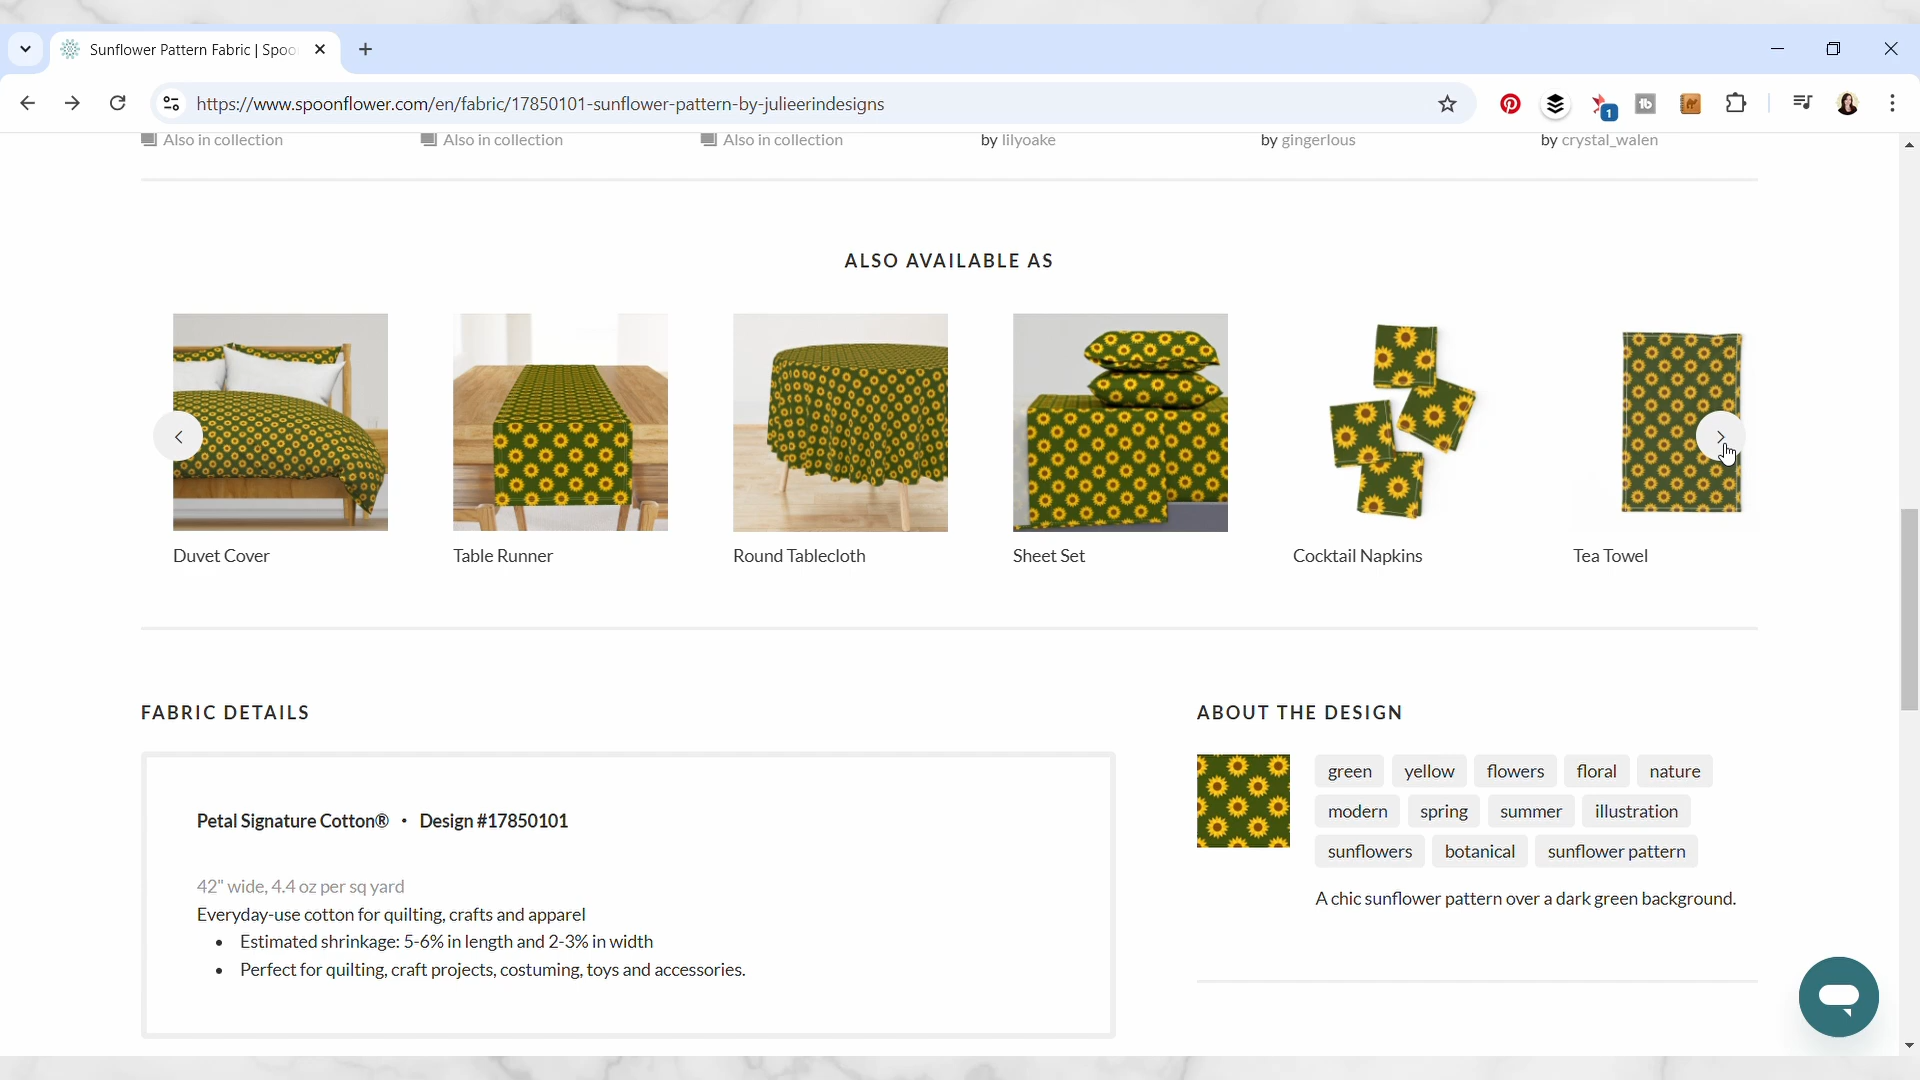 Sunflower Pattern Fabric | Spoo
https://www.spoonflower.com/en/fabric/17850101-sunflower-pattern-by-julieerindesigns
1
Also in collection
Also in collection
Also in collection
by lilyoake
by gingerlous
by crystal_walen
ALSO AVAILABLE AS
Duvet Cover
Table Runner
Round Tablecloth
Sheet Set
Cocktail Napkins
Tea Towel
FABRIC DETAILS
Petal Signature Cotton® • Design #17850101
42" wide, 4.4 oz per sq yard
Everyday-use cotton for quilting, crafts and apparel
• Estimated shrinkage: 5-6% in length and 2-3% in width
• Perfect for quilting, craft projects, costuming, toys and accessories.
ABOUT THE DESIGN
green yellow flowers floral nature
modern spring summer illustration
sunflowers botanical sunflower pattern
A chic sunflower pattern over a dark green background.